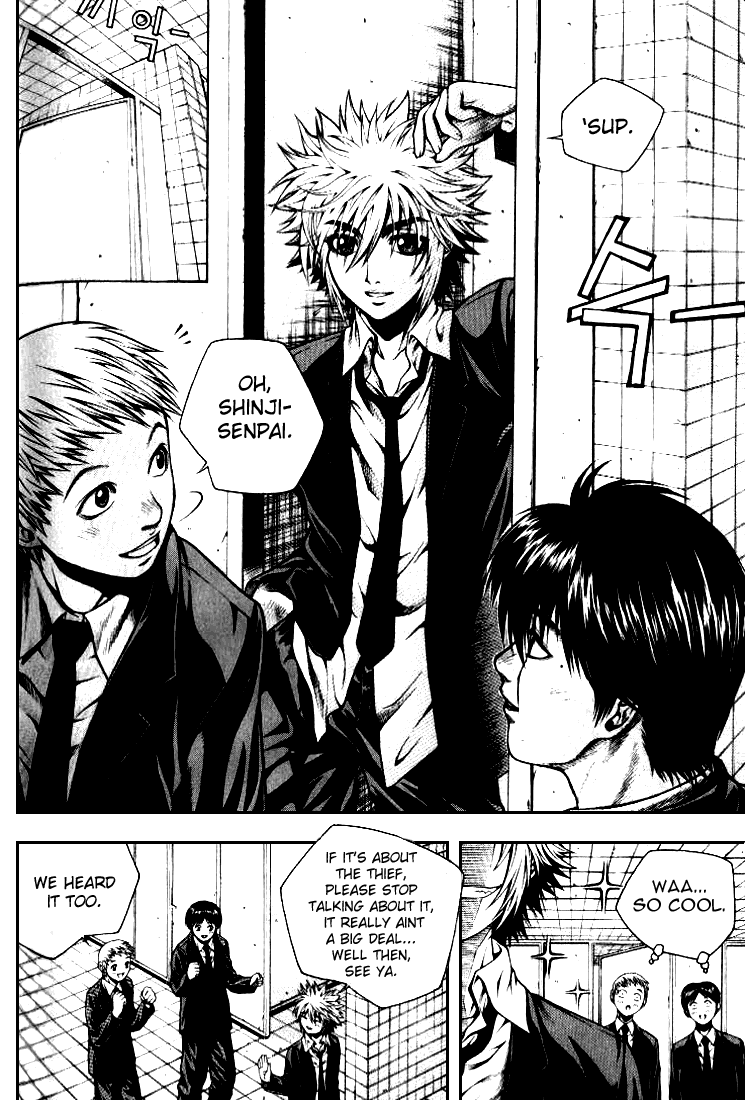 'SUP.
OH,
SHINJI-
SENPAI.
WE HEARD
IT TOO.
IF IT'S ABOUT
THE THIEF,
PLEASE STOP
TALKING ABOUT IT,
IT REALLY AINT
A BIG DEAL...
WELL THEN,
SEE YA.
WAA...
SO COOL.